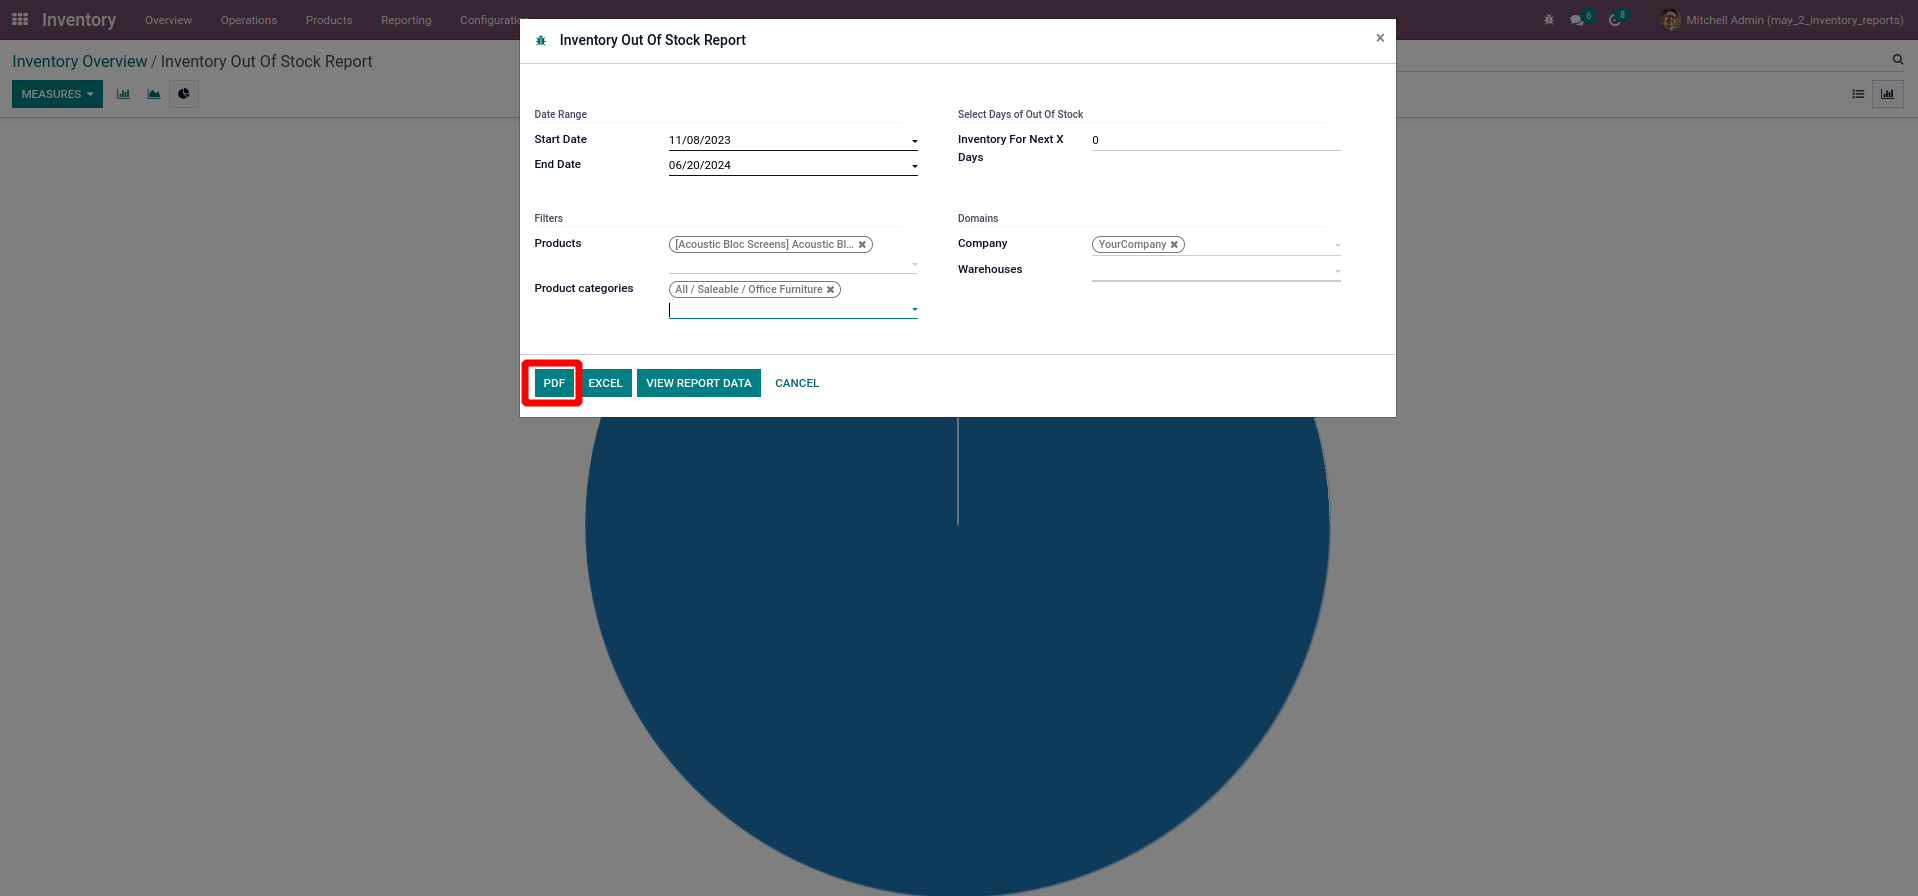 Inventory Overview Operations Products Reporting Configuratio
6 8 Mitchell Admin (may_2_inventory_reports)
Inventory Overview / Inventory Out Of Stock Report
MEASURES
Inventory Out Of Stock Report ×
Date Range
Start Date 11/08/2023
End Date 06/20/2024
Select Days of Out Of Stock
Inventory For Next X 0
Days
Filters
Products [Acoustic Bloc Screens] Acoustic Bl...
Product categories All / Saleable / Office Furniture
Domains
Company YourCompany
Warehouses
PDF EXCEL VIEW REPORT DATA CANCEL